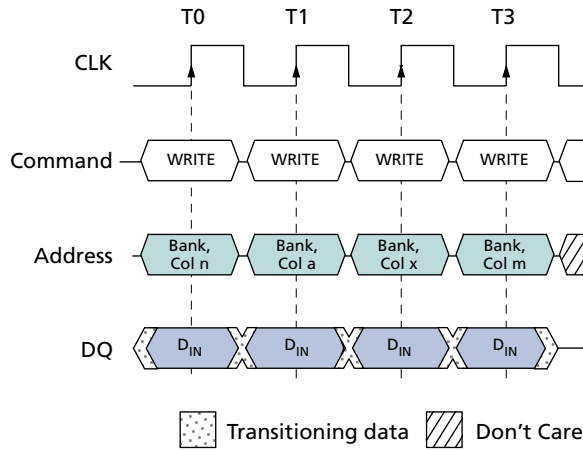 T0 T1 T2 T3
CLK
Command WRITE WRITE WRITE WRITE
Address Bank, Col n Bank, Col a Bank, Col x Bank, Col m
DQ DIN DIN DIN DIN
Transitioning data Don’t Care